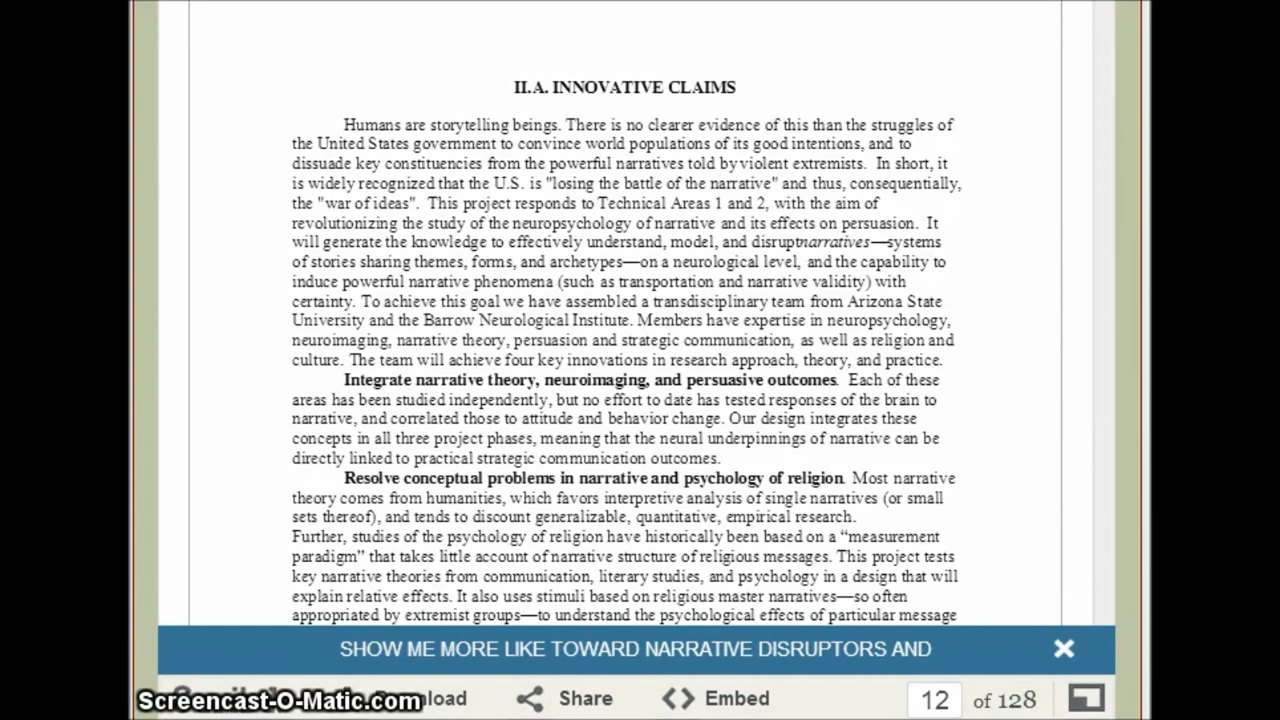 II.A. INNOVATIVE CLAIMS
Humans are storytelling beings. There is no clearer evidence of this than the struggles of
the United States government to convince world populations of its good intentions, and to
dissuade key constituencies from the powerful narratives told by violent extremists. In short, it
is widely recognized that the U.S. is "losing the battle of the narrative" and thus, consequentially,
the "war of ideas". This project responds to Technical Areas 1 and 2, with the aim of
revolutionizing the study of the neuropsychology of narrative and its effects on persuasion. It
will generate the knowledge to effectively understand, model, and disruptnarratives—systems
of stories sharing themes, forms, and archetypes—on a neurological level, and the capability to
induce powerful narrative phenomena (such as transportation and narrative validity) with
certainty. To achieve this goal we have assembled a transdisciplinary team from Arizona State
University and the Barrow Neurological Institute. Members have expertise in neuropsychology,
neuroimaging, narrative theory, persuasion and strategic communication, as well as religion and
culture. The team will achieve four key innovations in research approach, theory, and practice.
Integrate narrative theory, neuroimaging, and persuasive outcomes. Each of these
areas has been studied independently, but no effort to date has tested responses of the brain to
narrative, and correlated those to attitude and behavior change. Our design integrates these
concepts in all three project phases, meaning that the neural underpinnings of narrative can be
directly linked to practical strategic communication outcomes.
Resolve conceptual problems in narrative and psychology of religion. Most narrative
theory comes from humanities, which favors interpretive analysis of single narratives (or small
sets thereof), and tends to discount generalizable, quantitative, empirical research.
Further, studies of the psychology of religion have historically been based on a “measurement
paradigm” that takes little account of narrative structure of religious messages. This project tests
key narrative theories from communication, literary studies, and psychology in a design that will
explain relative effects. It also uses stimuli based on religious master narratives—so often
appropriated by extremist groups—to understand the psychological effects of particular message
SHOW ME MORE LIKE TOWARD NARRATIVE DISRUPTORS AND
Screencast-O-Matic.com Share Embed 12 of 128